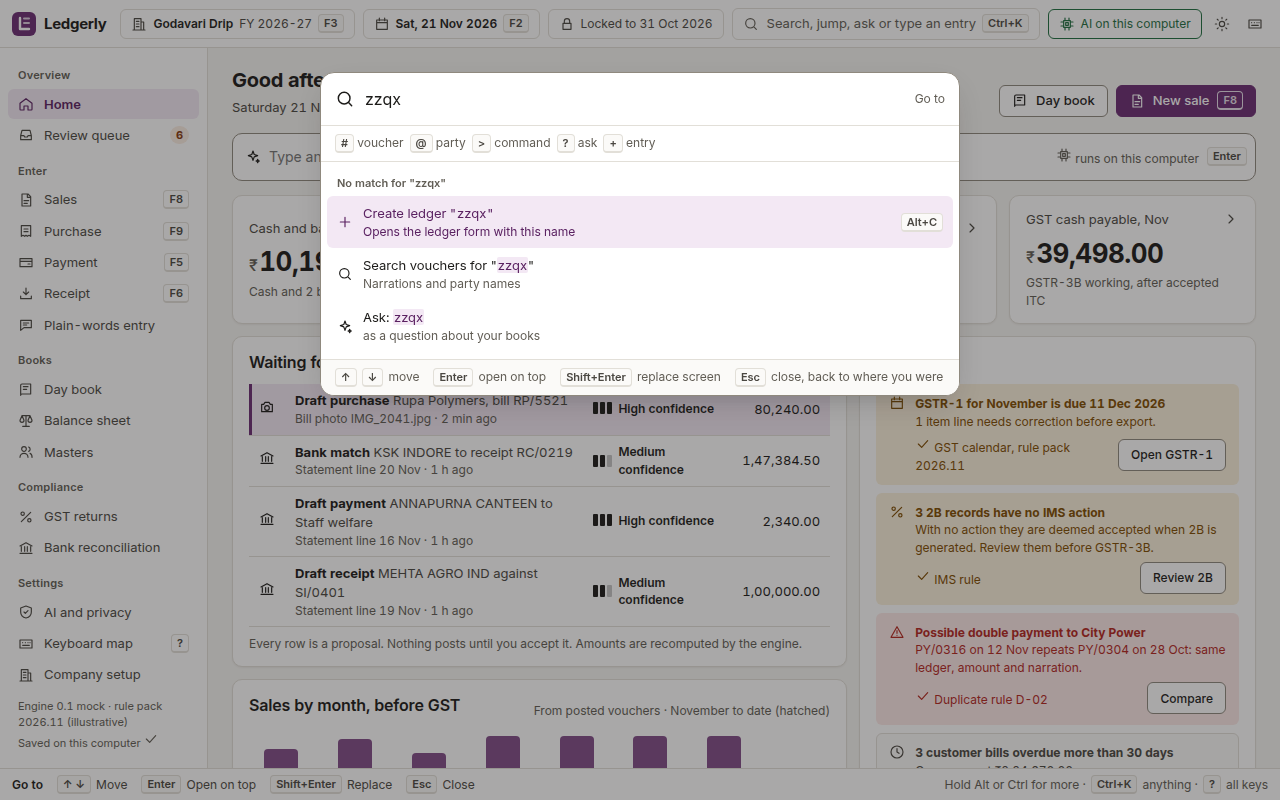 Ledgerly
Godavari Drip FY 2026-27 F3
Sat, 21 Nov 2026 F2
Locked to 31 Oct 2026
Search, jump, ask or type an entry Ctrl+K
AI on this computer
Overview
Home
Review queue 6
Enter
Sales F8
Purchase F9
Payment F5
Receipt F6
Plain-words entry
Books
Day book
Balance sheet
Masters
Compliance
GST returns
Bank reconciliation
Settings
AI and privacy
Keyboard map ?
Company setup
Engine 0.1 mock · rule pack
2026.11 (illustrative)
Saved on this computer
Good afte
Saturday 21 N
Day book
New sale F8
Type an
runs on this computer Enter
zzqx
Go to
# voucher @ party > command ? ask + entry
No match for "zzqx"
Create ledger "zzqx"
Opens the ledger form with this name
Alt+C
Search vouchers for "zzqx"
Narrations and party names
Ask: zzqx
as a question about your books
↑ ↓ move Enter open on top Shift+Enter replace screen Esc close, back to where you were
Cash and ba
₹10,19
Cash and 2 b
GST cash payable, Nov
₹39,498.00
GSTR-3B working, after accepted
ITC
Waiting fo
Draft purchase Rupa Polymers, bill RP/5521
Bill photo IMG_2041.jpg · 2 min ago
High confidence
80,240.00
Bank match KSK INDORE to receipt RC/0219
Statement line 20 Nov · 1 h ago
Medium
confidence
1,47,384.50
Draft payment ANNAPURNA CANTEEN to
Staff welfare
Statement line 16 Nov · 1 h ago
High confidence
2,340.00
Draft receipt MEHTA AGRO IND against
SI/0401
Statement line 19 Nov · 1 h ago
Medium
confidence
1,00,000.00
Every row is a proposal. Nothing posts until you accept it. Amounts are recomputed by the engine.
Sales by month, before GST
From posted vouchers · November to date (hatched)
GSTR-1 for November is due 11 Dec 2026
1 item line needs correction before export.
GST calendar, rule pack
2026.11
Open GSTR-1
3 2B records have no IMS action
With no action they are deemed accepted when 2B is
generated. Review them before GSTR-3B.
IMS rule
Review 2B
Possible double payment to City Power
PY/0316 on 12 Nov repeats PY/0304 on 28 Oct: same
ledger, amount and narration.
Duplicate rule D-02
Compare
3 customer bills overdue more than 30 days
Go to ↑ ↓ Move Enter Open on top Shift+Enter Replace Esc Close
Hold Alt or Ctrl for more · Ctrl+K anything · ? all keys